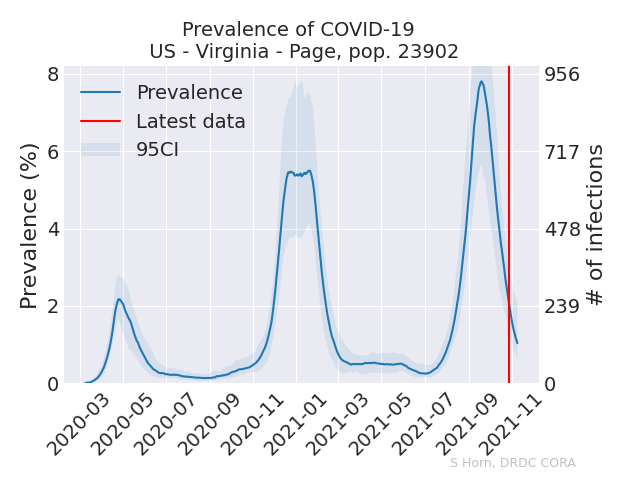 Prevalence of COVID-19
US - Virginia - Page, pop. 23902
Prevalence
Latest data
95CI
Prevalence (%)
8
6
4
2
0
956
717
478
239
0
# of infections
2020-03
2020-05
2020-07
2020-09
2020-11
2021-01
2021-03
2021-05
2021-07
2021-09
2021-11
S Horn, DRDC CORA